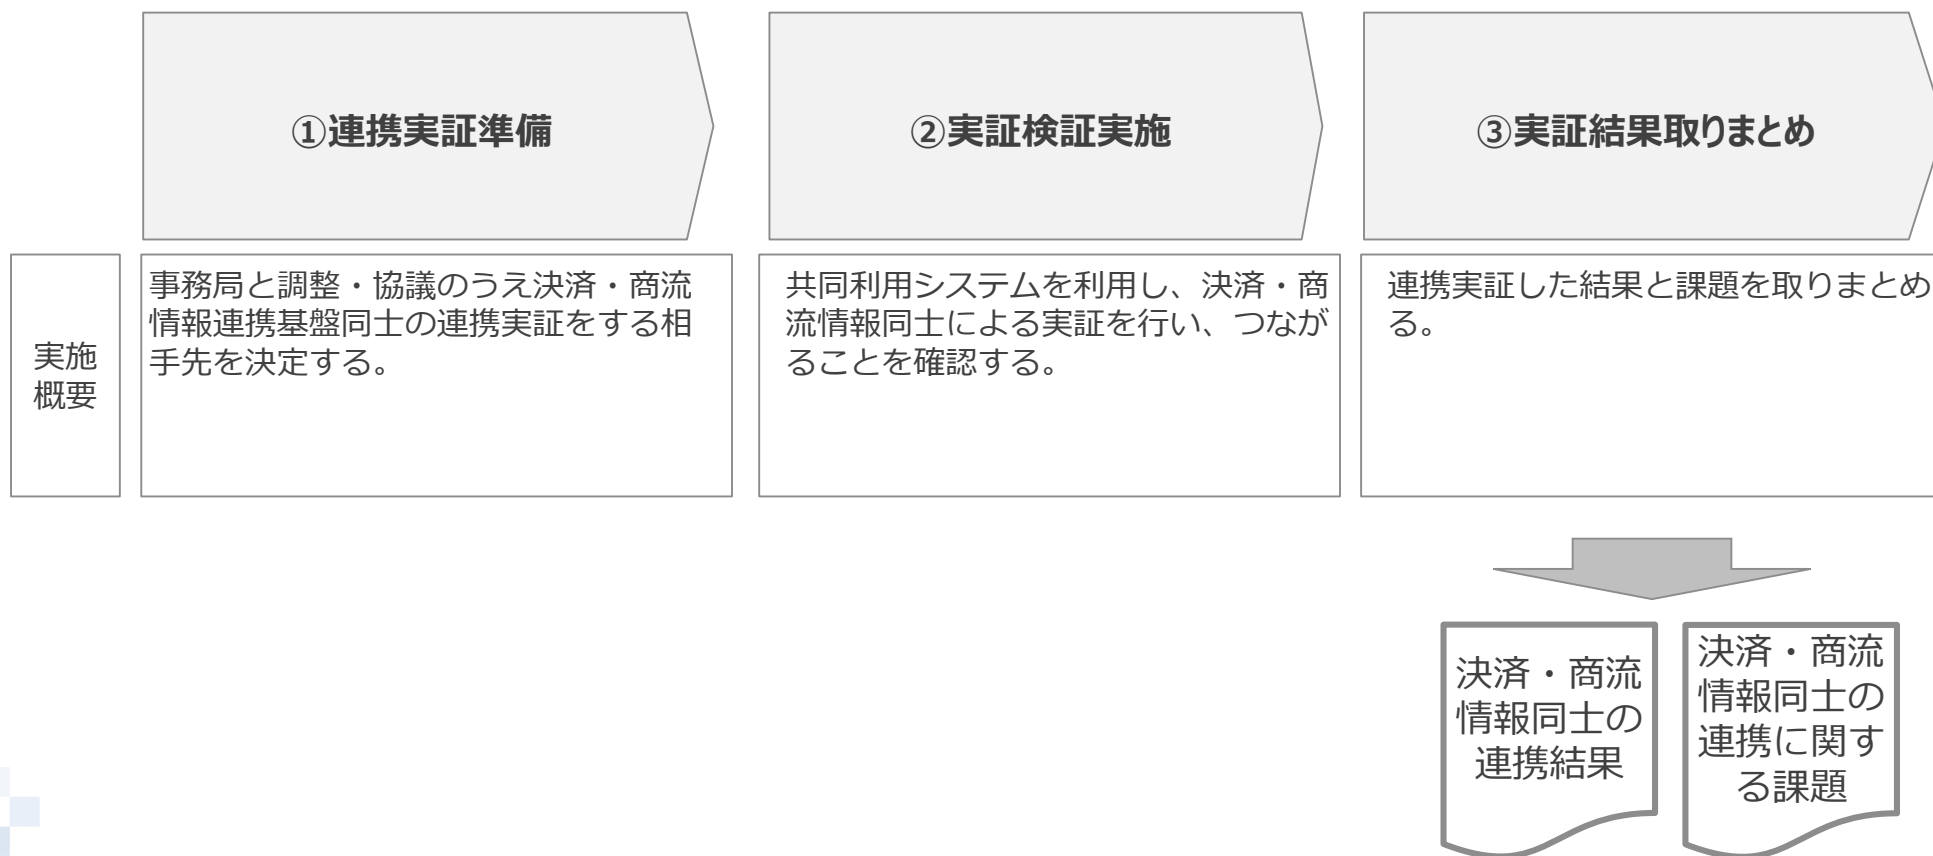 ①連携実証準備
②実証検証実施
③実証結果取りまとめ
実施
概要
事務局と調整・協議のうえ決済・商流
情報連携基盤同士の連携実証をする相
手先を決定する。
共同利用システムを利用し、決済・商
流情報同士による実証を行い、つなが
ることを確認する。
連携実証した結果と課題を取りまとめ
る。
決済・商流
情報同士の
連携結果
決済・商流
情報同士の
連携に関す
る課題